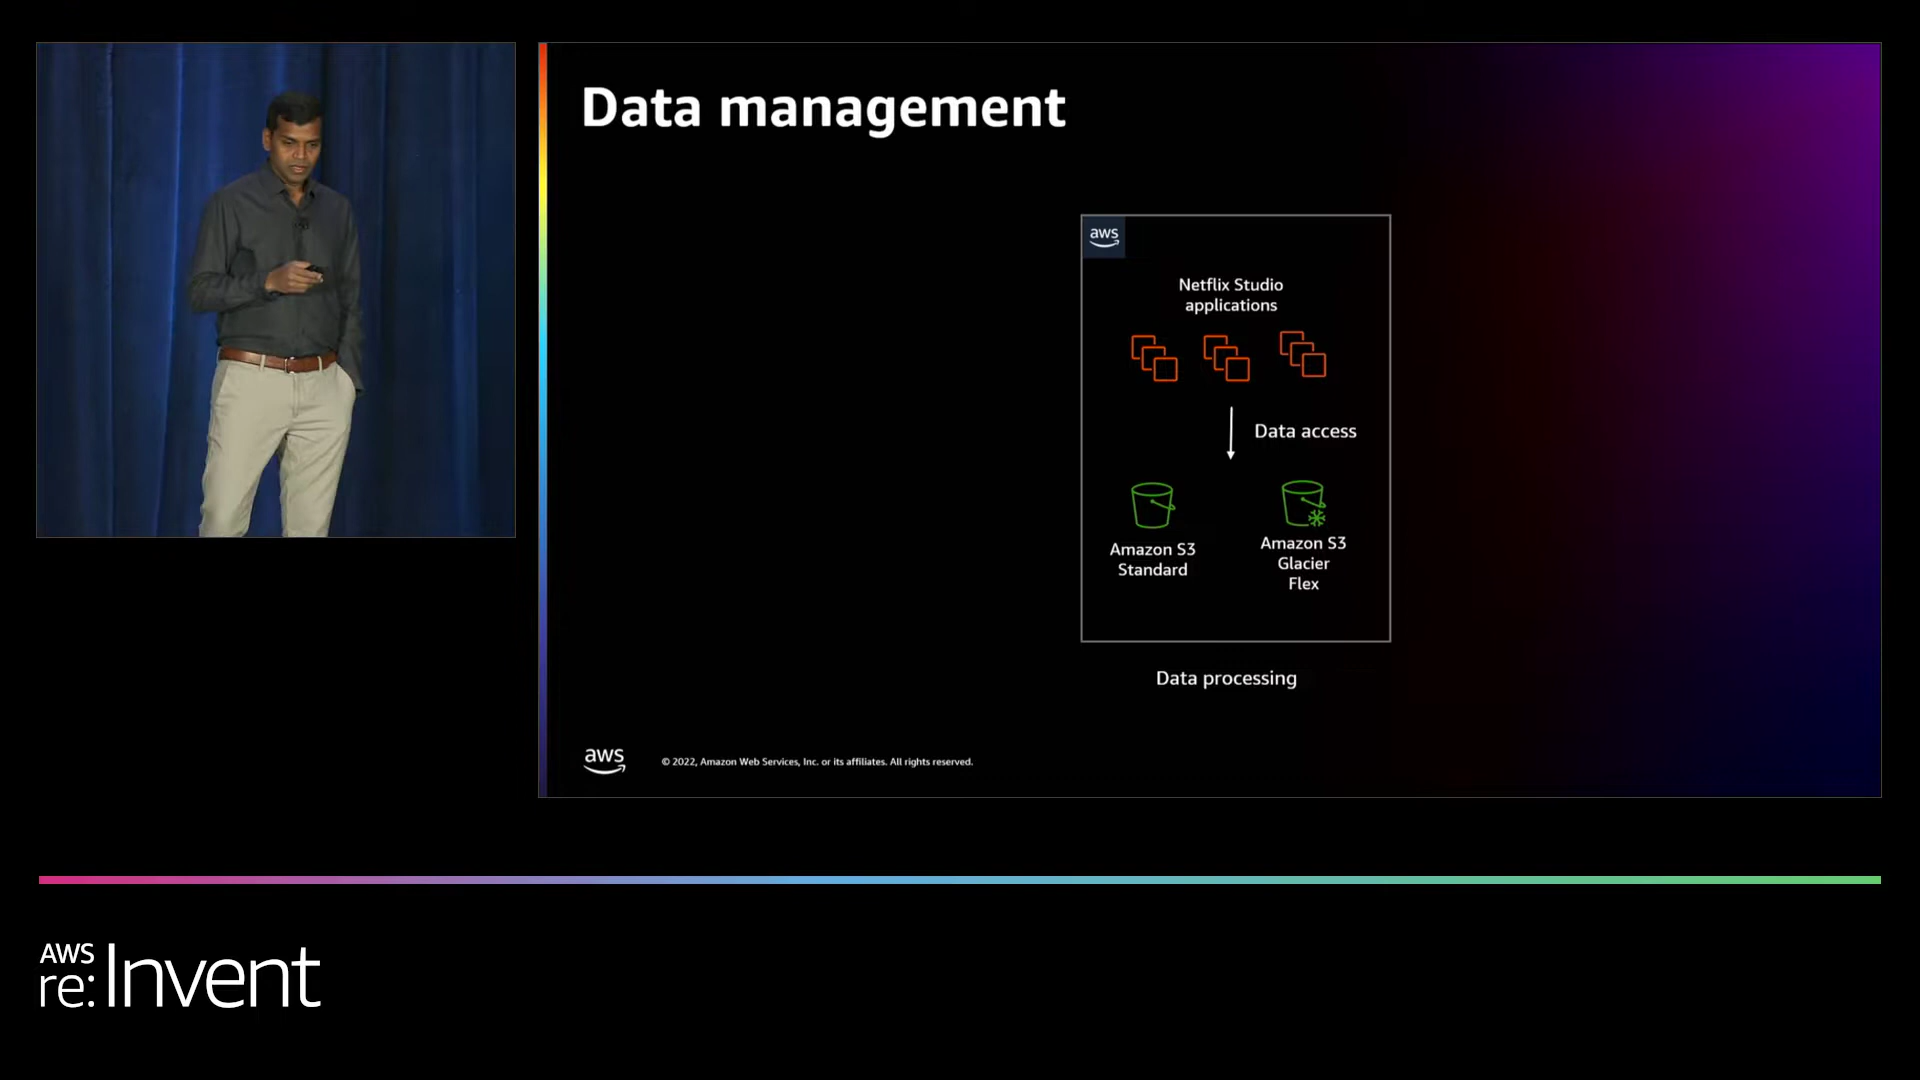 Data management
aws
Netflix Studio
applications
Data access
Amazon S3
Standard
Amazon S3
Glacier
Flex
Data processing
aws
© 2022, Amazon Web Services, Inc. or its affiliates. All rights reserved.
AWS
re:Invent